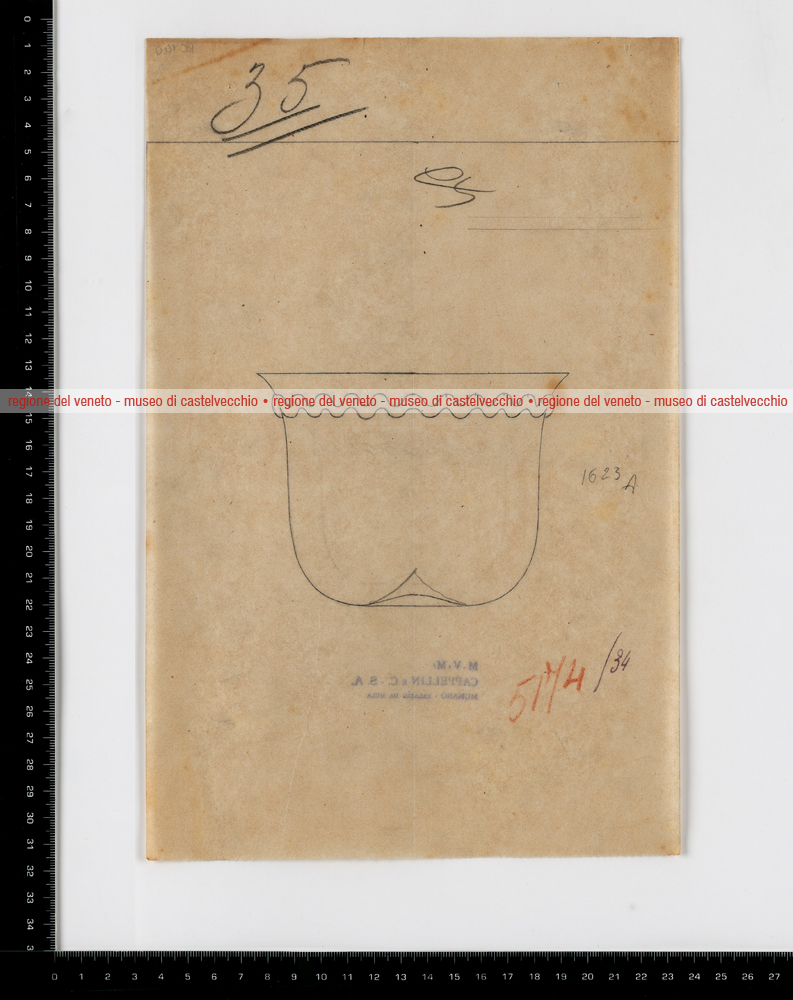 35
regione del veneto - museo di castelvecchio • regione del veneto - museo di castelvecchio • regione del veneto - museo di castelvecchio
1623 A
/34
M.V.M.
CAPPELLIN & C. - S. A.
0 1 2 3 4 5 6 7 8 9 10 11 12 13 14 15 16 17 18 19 20 21 22 23 24 25 26 27 28 29 30 31 32 33 34 3
0 1 2 3 4 5 6 7 8 9 10 11 12 13 14 15 16 17 18 19 20 21 22 23 24 25 26 27